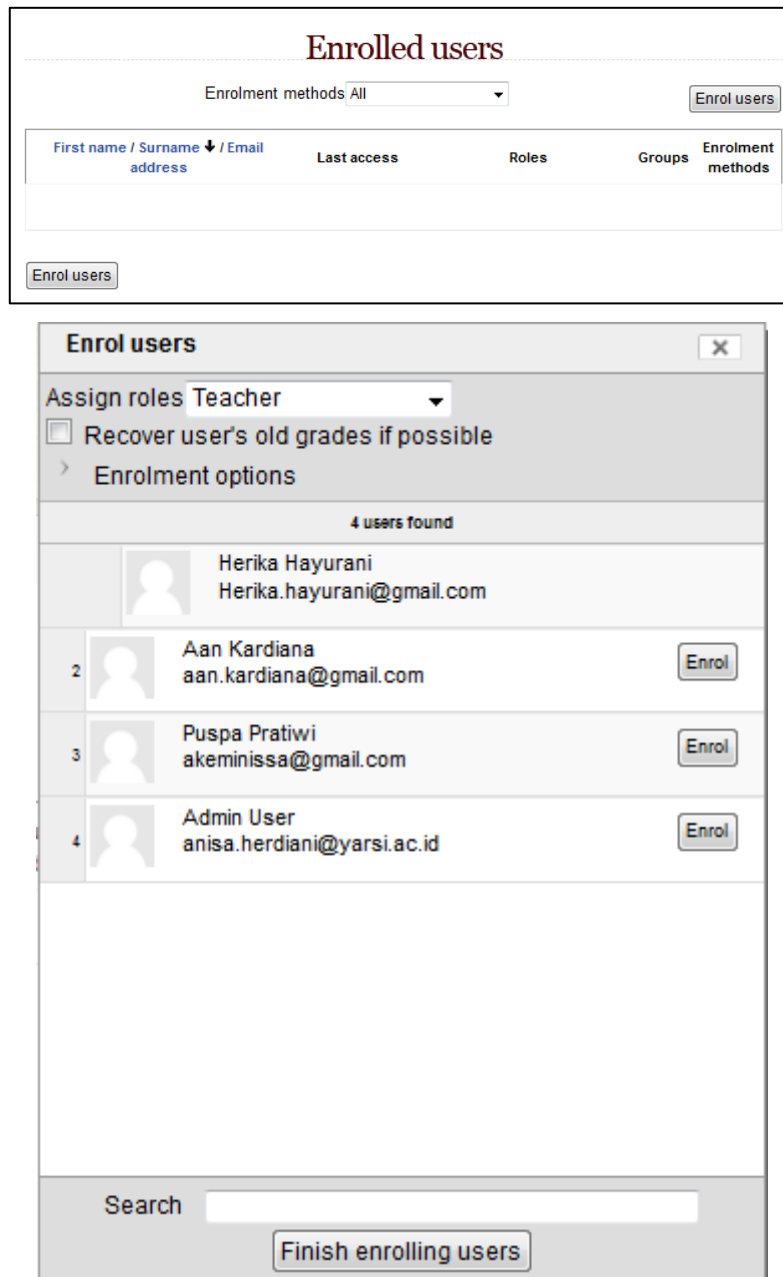 Enrolled users
Enrolment methods All
Enrol users
First name / Surname / Email address
Last access
Roles
Groups
Enrolment methods
Enrol users
Enrol users
Assign roles Teacher
Recover user's old grades if possible
Enrolment options
4 users found
Herika Hayurani
Herika.hayurani@gmail.com
2
Aan Kardiana
aan.kardiana@gmail.com
Enrol
3
Puspa Pratiwi
akeminissa@gmail.com
Enrol
4
Admin User
anisa.herdiani@yarsi.ac.id
Enrol
Search
Finish enrolling users